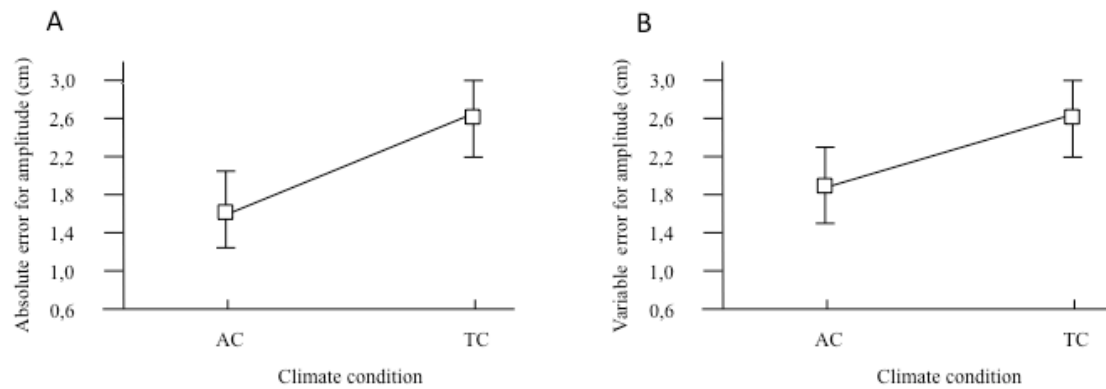 A
Absolute error for amplitude (cm)
3,0
2,6
2,2
1,8
1,4
1,0
0,6
AC
TC
Climate condition
B
Variable error for amplitude (cm)
3,0
2,6
2,2
1,8
1,4
1,0
0,6
AC
TC
Climate condition